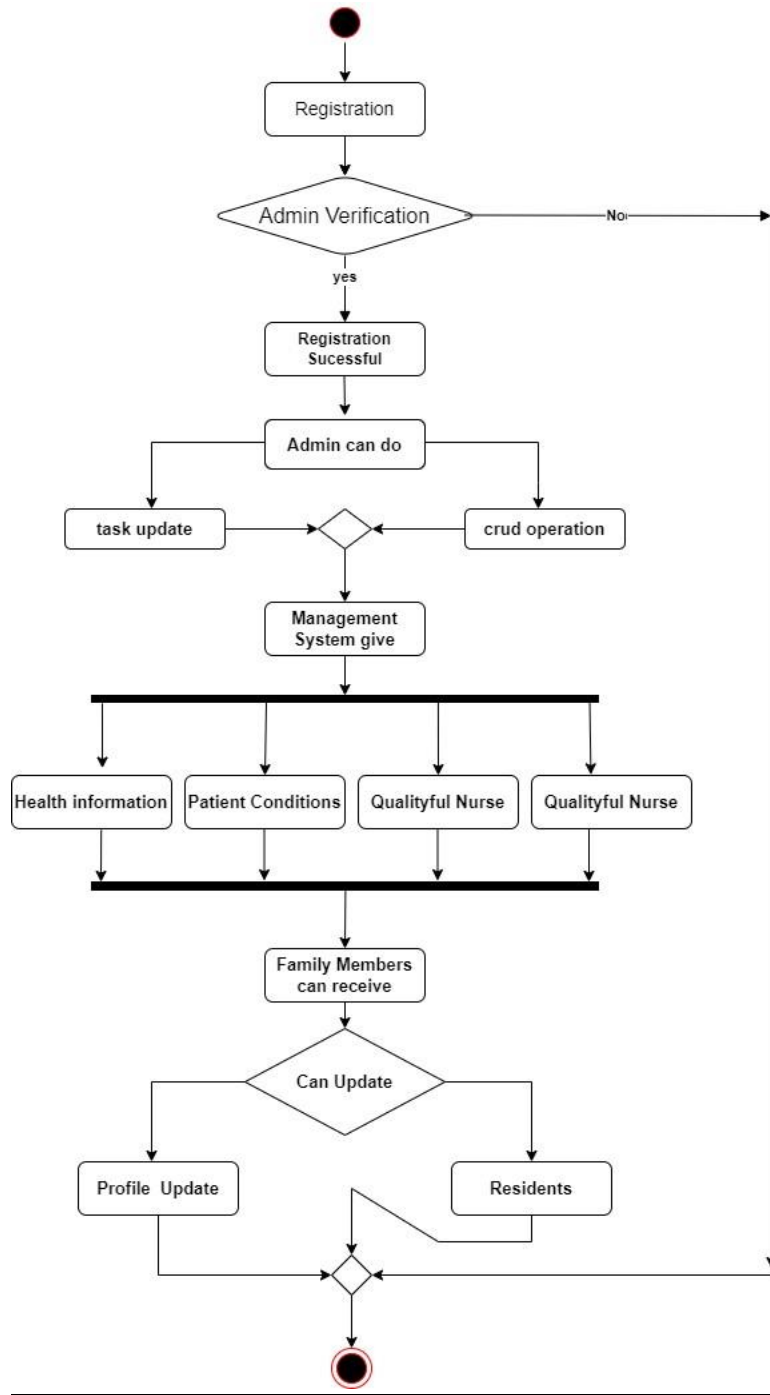 Registration
Admin Verification
No
yes
Registration
Sucessful
Admin can do
task update
crud operation
Management
System give
Health information
Patient Conditions
Qualityful Nurse
Qualityful Nurse
Family Members
can receive
Can Update
Profile Update
Residents